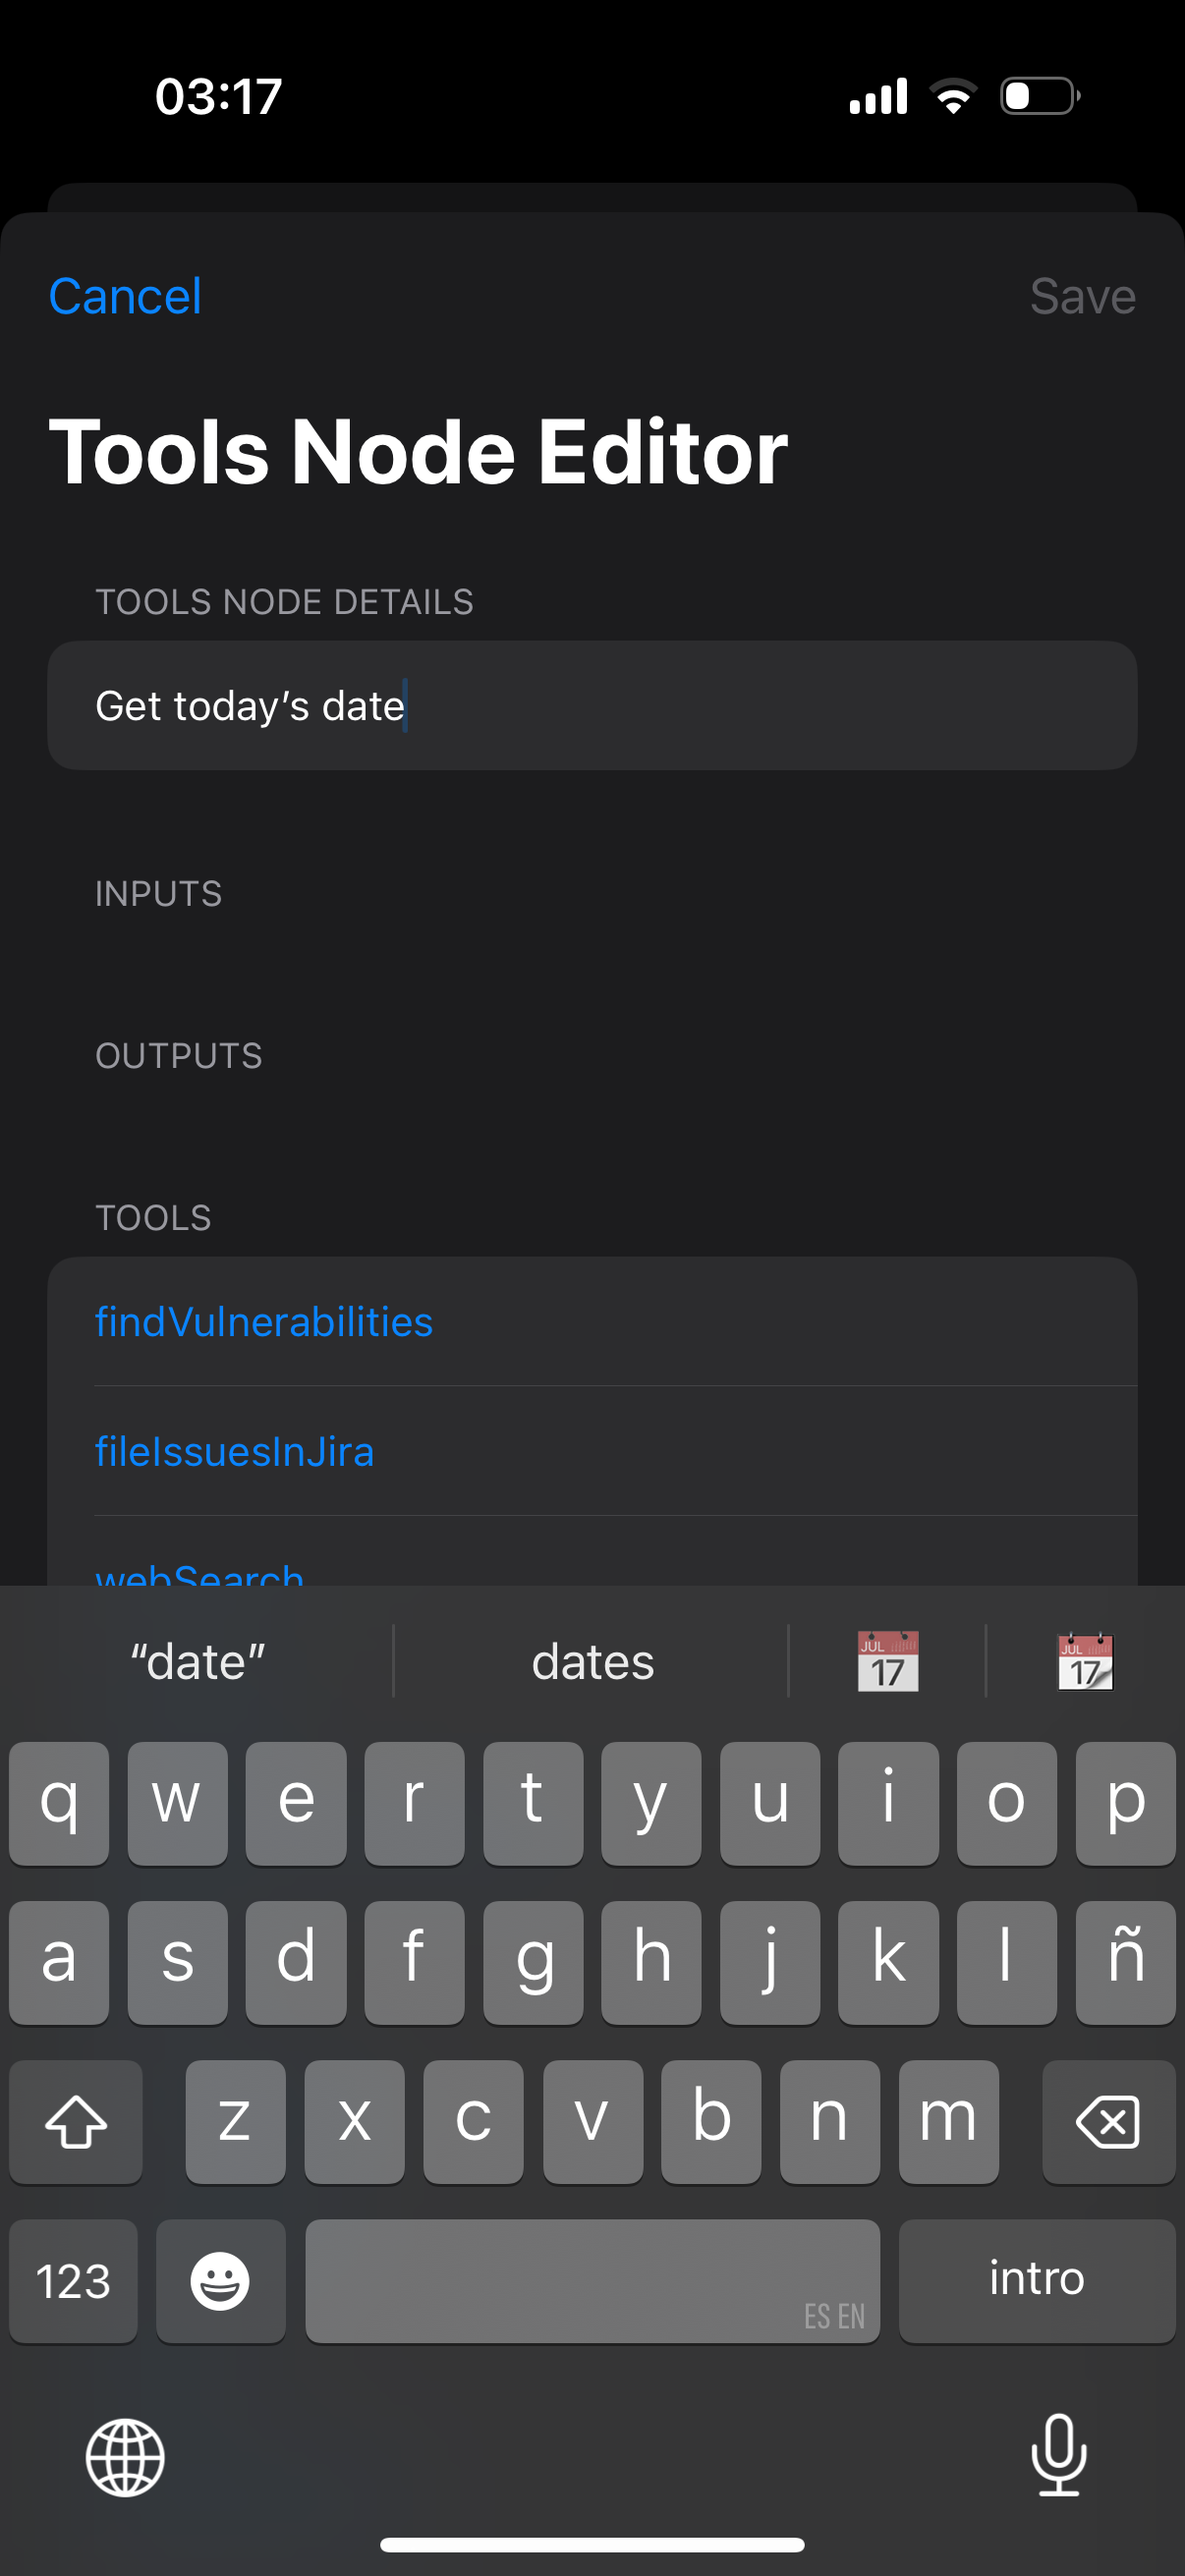 03:17
Cancel Save
Tools Node Editor
TOOLS NODE DETAILS
Get today’s date
INPUTS
OUTPUTS
TOOLS
findVulnerabilities
fileIssuesInJira
webSearch
“date” dates JUL 17 JUL 17
q w e r t y u i o p
a s d f g h j k l ñ
z x c v b n m
123 ES EN intro